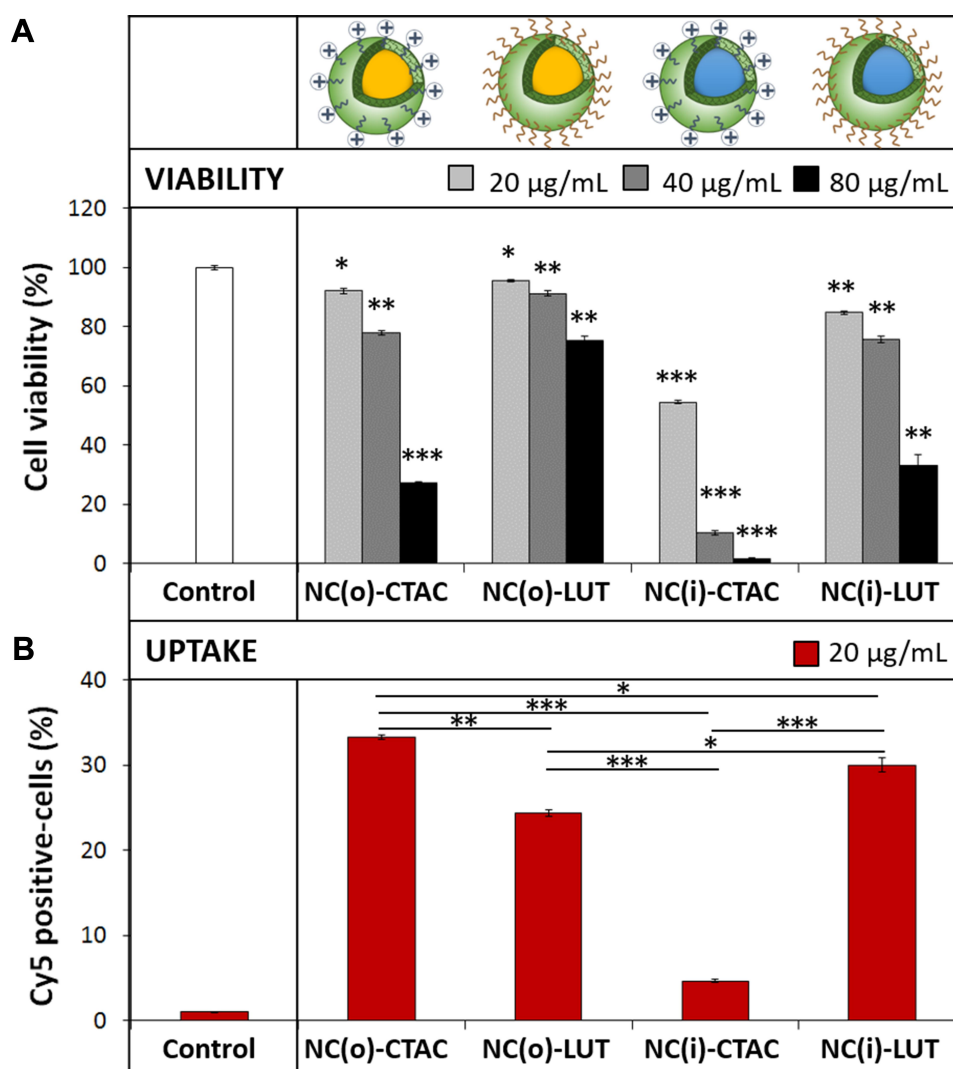 A
+ + + + + + + + + +
+ + + + + + + + + +
VIABILITY 20 µg/mL 40 µg/mL 80 µg/mL
Cell viability (%)
120
100
80
60
40
20
0
* ** ***
* ** **
*** *** ***
** ** **
Control NC(o)-CTAC NC(o)-LUT NC(i)-CTAC NC(i)-LUT
B
UPTAKE 20 µg/mL
Cy5 positive-cells (%)
40
30
20
10
0
*
***
** ***
*
***
Control NC(o)-CTAC NC(o)-LUT NC(i)-CTAC NC(i)-LUT